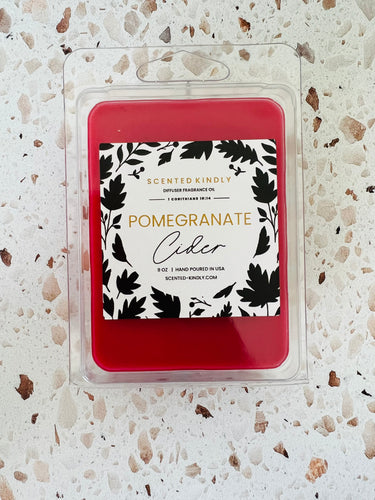 SCENTED KINDLY
DIFFUSER FRAGRANCE OIL
1 CORINTHIANS 16:14
POMEGRANATE
Cider
8 OZ | HAND POURED IN USA
SCENTED-KINDLY.COM